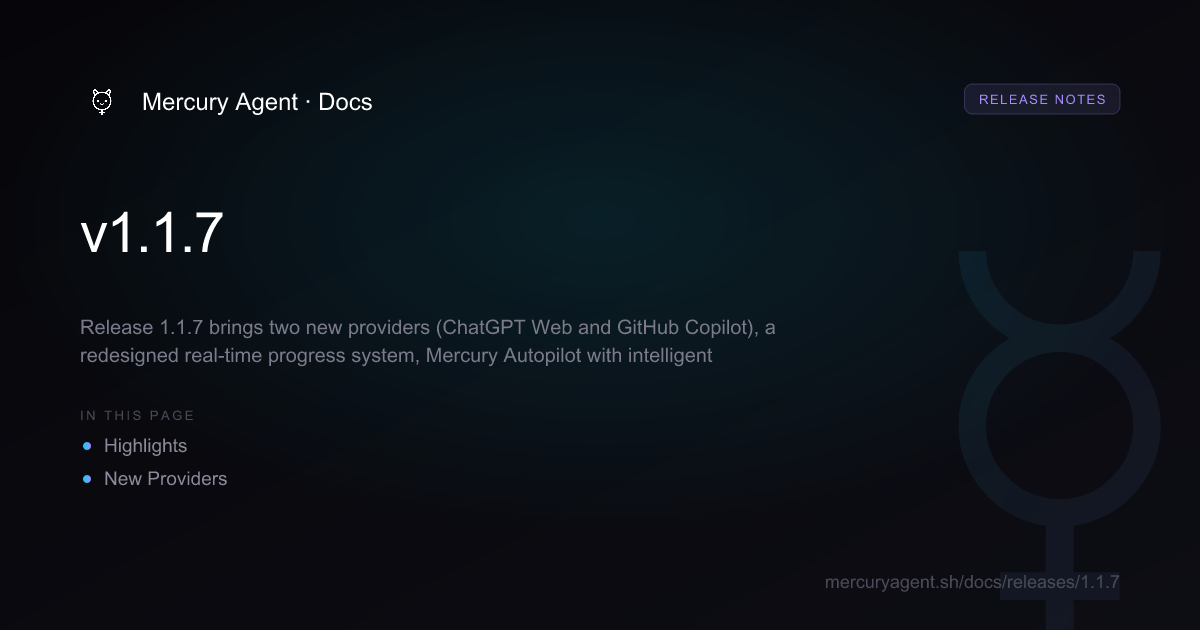 Mercury Agent · Docs
RELEASE NOTES
v1.1.7
Release 1.1.7 brings two new providers (ChatGPT Web and GitHub Copilot), a
redesigned real-time progress system, Mercury Autopilot with intelligent
IN THIS PAGE
Highlights
New Providers
mercuryagent.sh/docs/releases/1.1.7